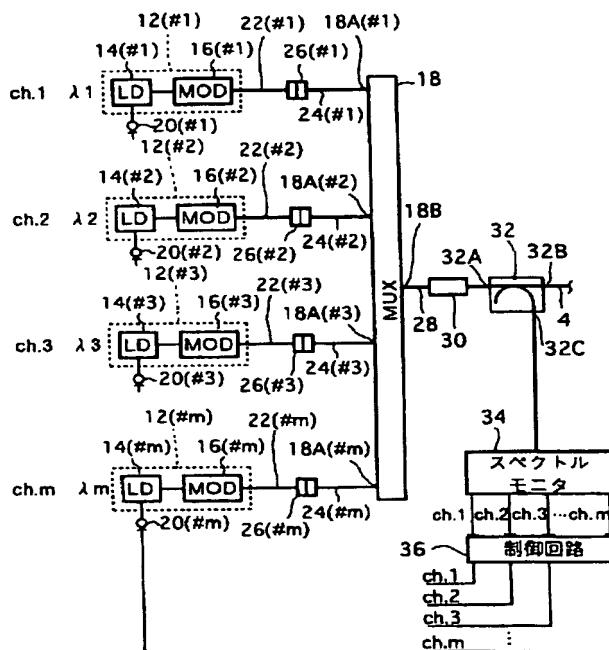 12(#1)
22(#1)
18A(#1)
14(#1)
16(#1)
26(#1)
18
ch.1
λ1
LD
MOD
20(#1)
24(#1)
12(#2)
22(#2)
14(#2)
16(#2)
18A(#2)
ch.2
λ2
LD
MOD
18B
32
20(#2)
26(#2)
24(#2)
32A
32B
12(#3)
22(#3)
14(#3)
16(#3)
18A(#3)
MUX
28
30
4
32C
ch.3
λ3
LD
MOD
20(#3)
26(#3)
24(#3)
12(#m)
22(#m)
14(#m)
16(#m)
18A(#m)
34
ch.m
λm
LD
MOD
スペクトル
モニタ
20(#m)
26(#m)
24(#m)
ch.1
ch.2
ch.3
…ch.m
36
制御回路
ch.1
ch.2
ch.3
ch.m